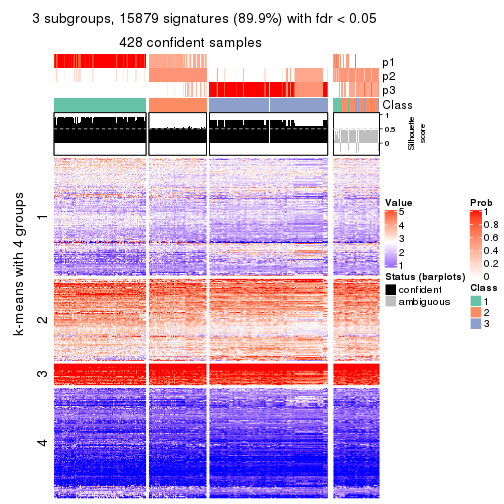 3 subgroups, 15879 signatures (89.9%) with fdr < 0.05
428 confident samples
p1
p2
p3
Class
1
0.5
0
Silhouette
score
k-means with 4 groups
1
2
3
4
Value
5
4
3
2
1
Status (barplots)
confident
ambiguous
Prob
1
0.8
0.6
0.4
0.2
0
Class
1
2
3